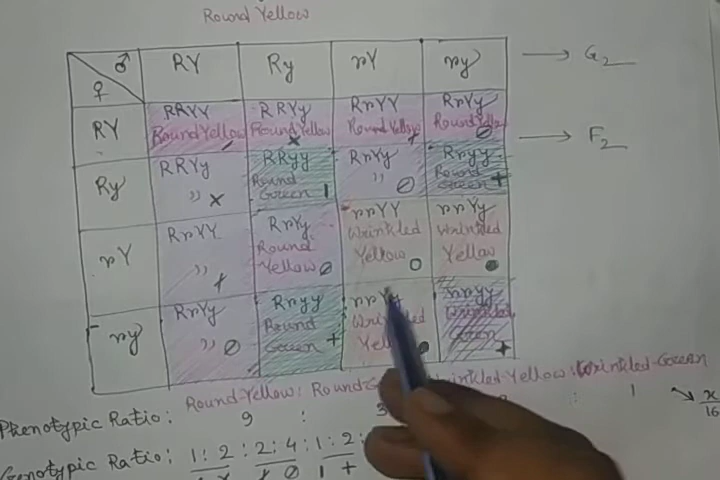 Round Yellow
♂ RY Ry rY ry → G2
♀
RY RRYY RRYy RrYY RrYy → F2
Round Yellow Round Yellow Round Yellow Round Yellow
Ry RRYy RRyy RrYy Rryy
" × Round Green " Ø Round Green +
rY RrYY RrYy rrYY rrYy
" Round Yellow Ø Wrinkled Yellow Wrinkled Yellow
ry RrYy Rryy rrYy rryy
" Ø Round Green + Wrinkled Wrinkled Green +
Round Yellow : Round Wrinkled-Yellow : Wrinkled-Green
Phenotypic Ratio : 9 : 3 : 1 x/16
Genotypic Ratio : 1 : 2 : 2 : 4 : 1 : 2 :